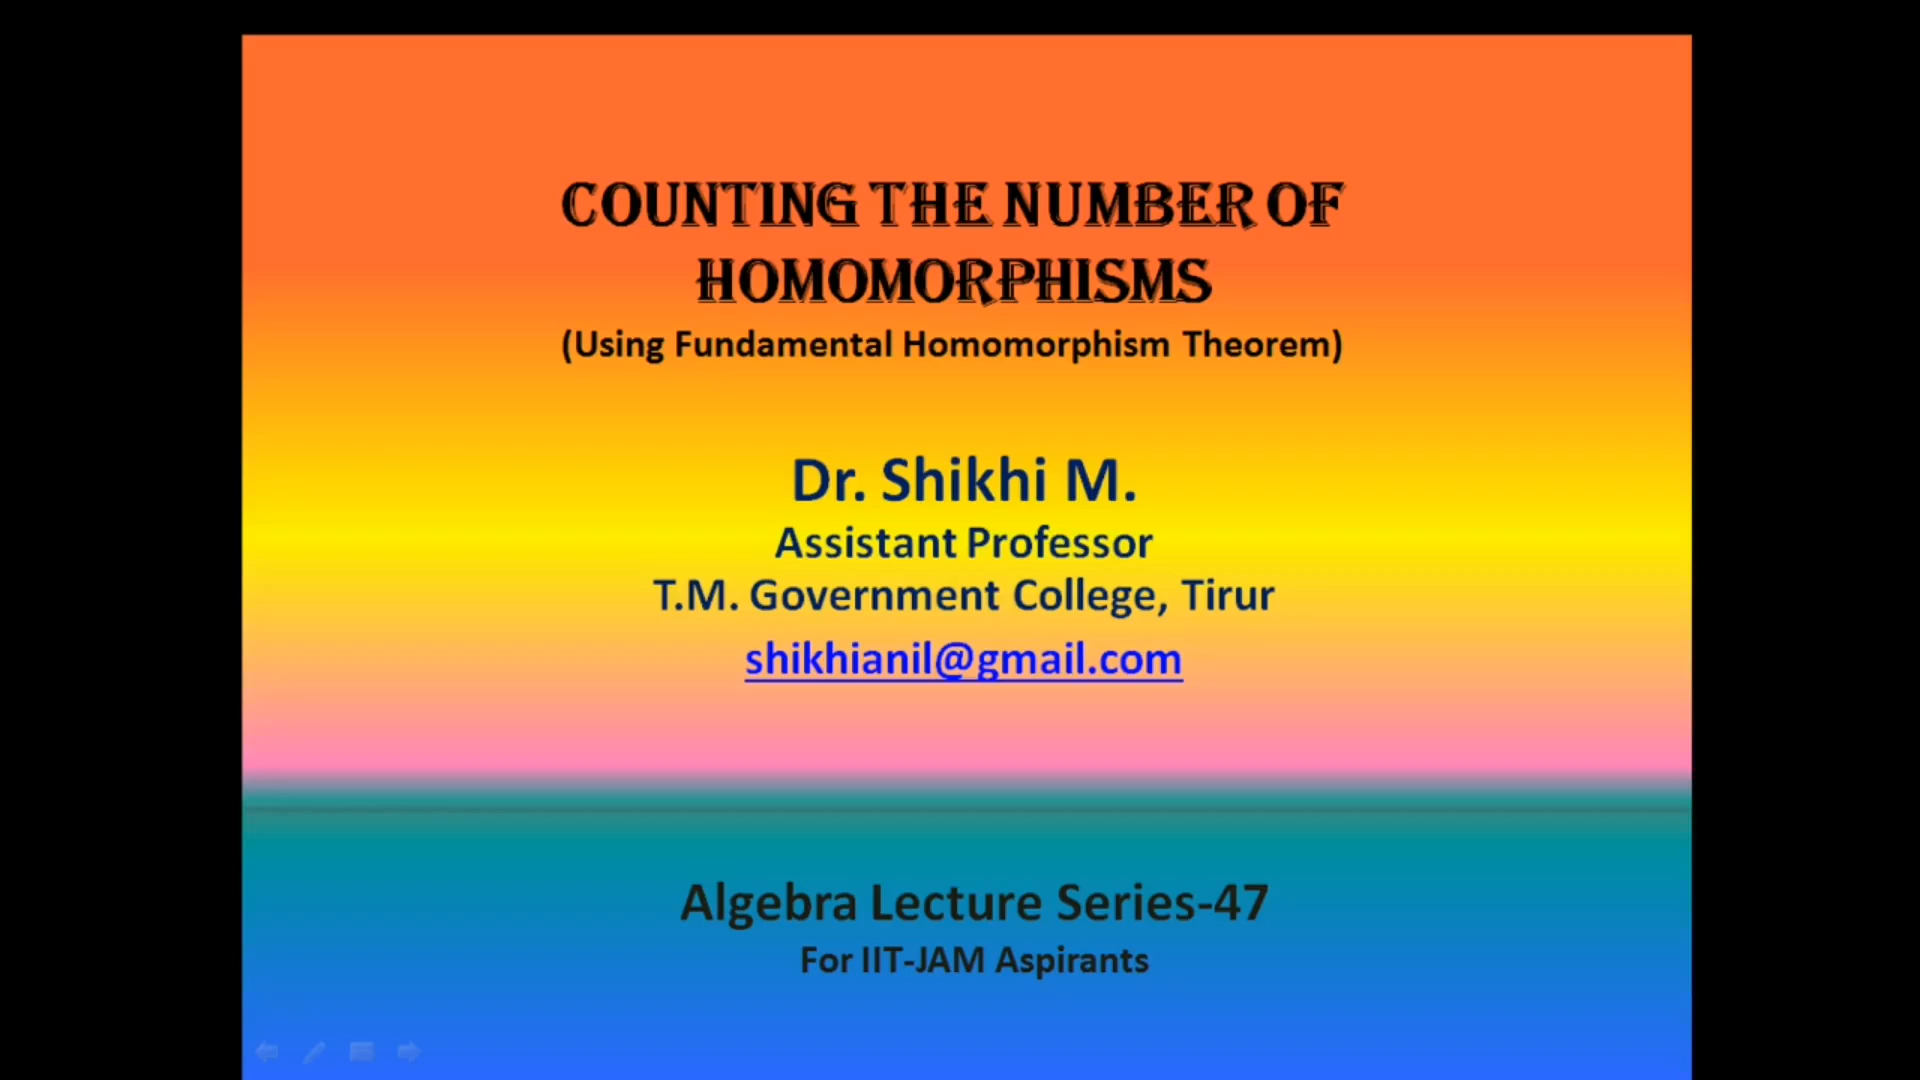 COUNTING THE NUMBER OF
HOMOMORPHISMS
(Using Fundamental Homomorphism Theorem)
Dr. Shikhi M.
Assistant Professor
T.M. Government College, Tirur
shikhianil@gmail.com
Algebra Lecture Series-47
For IIT-JAM Aspirants